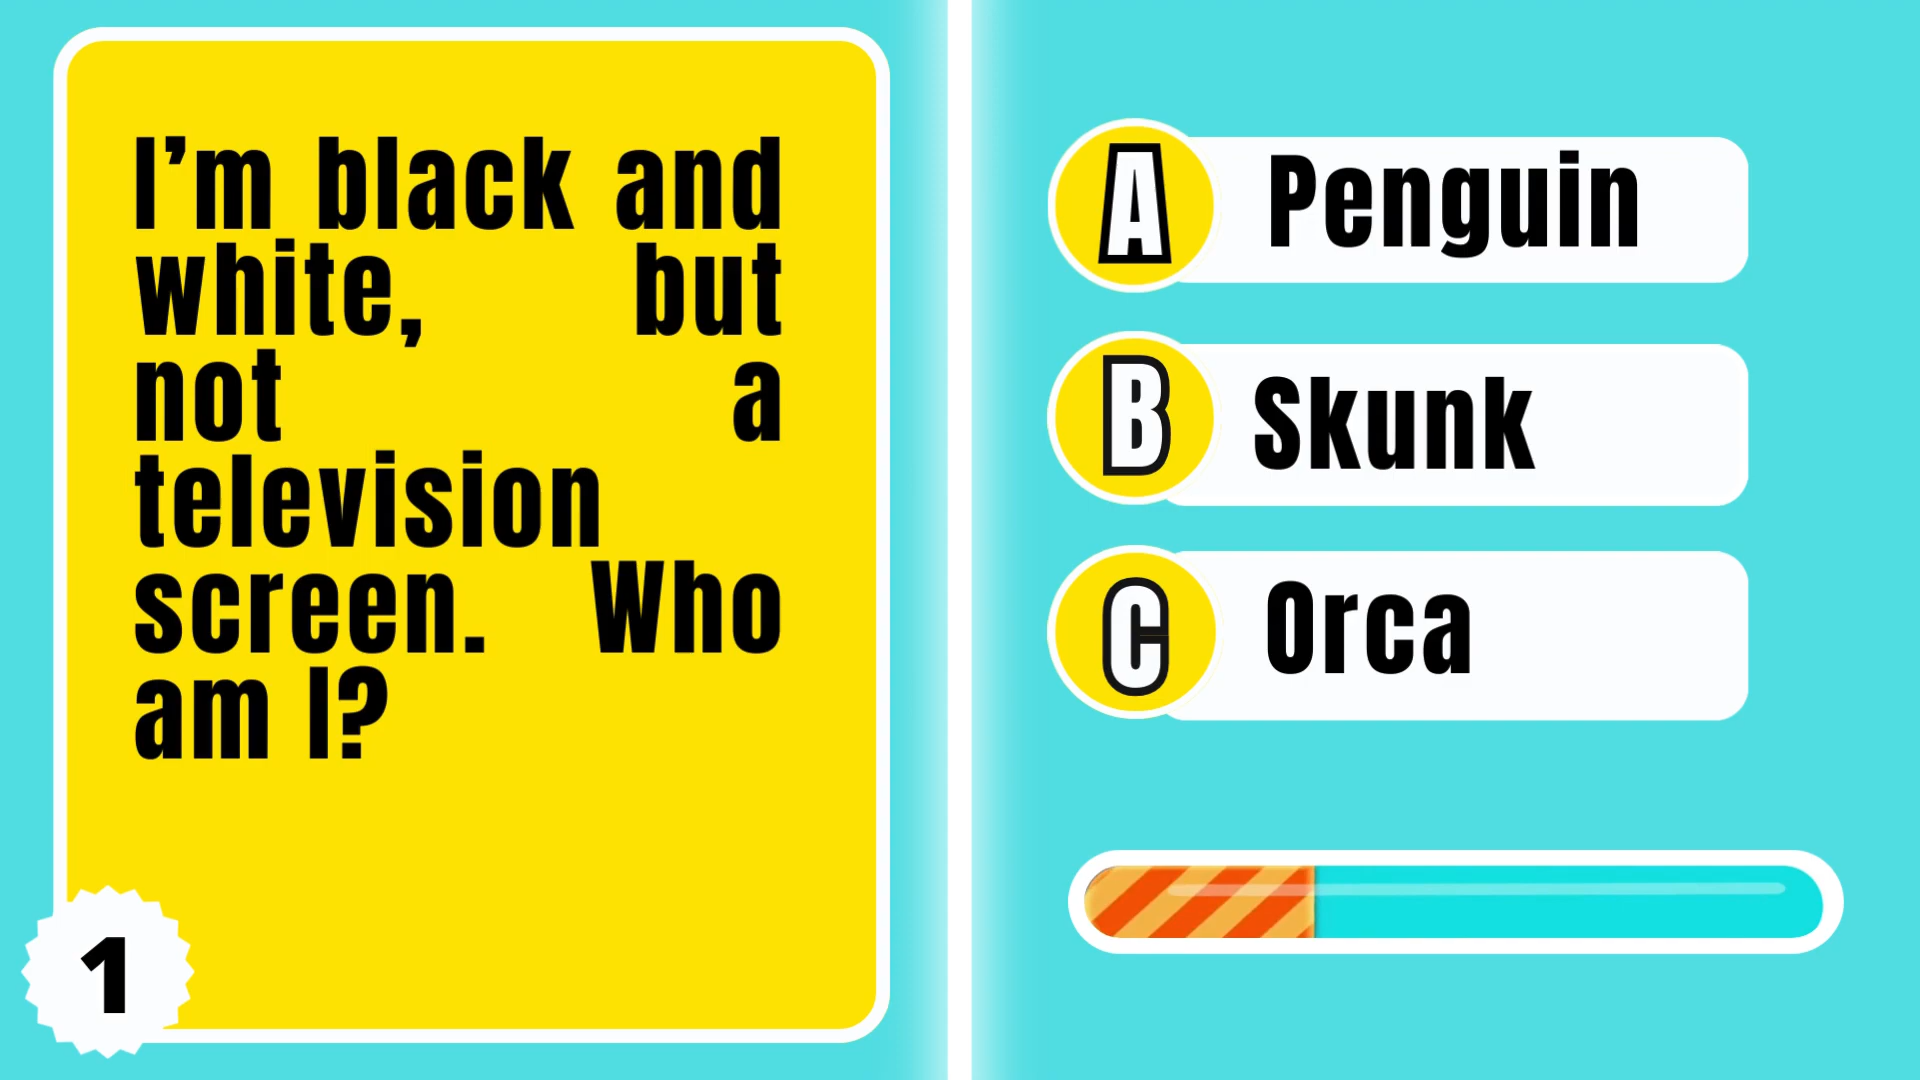 I'm black and
white, but
not a
television
screen. Who
am I?
1
A Penguin
B Skunk
C Orca